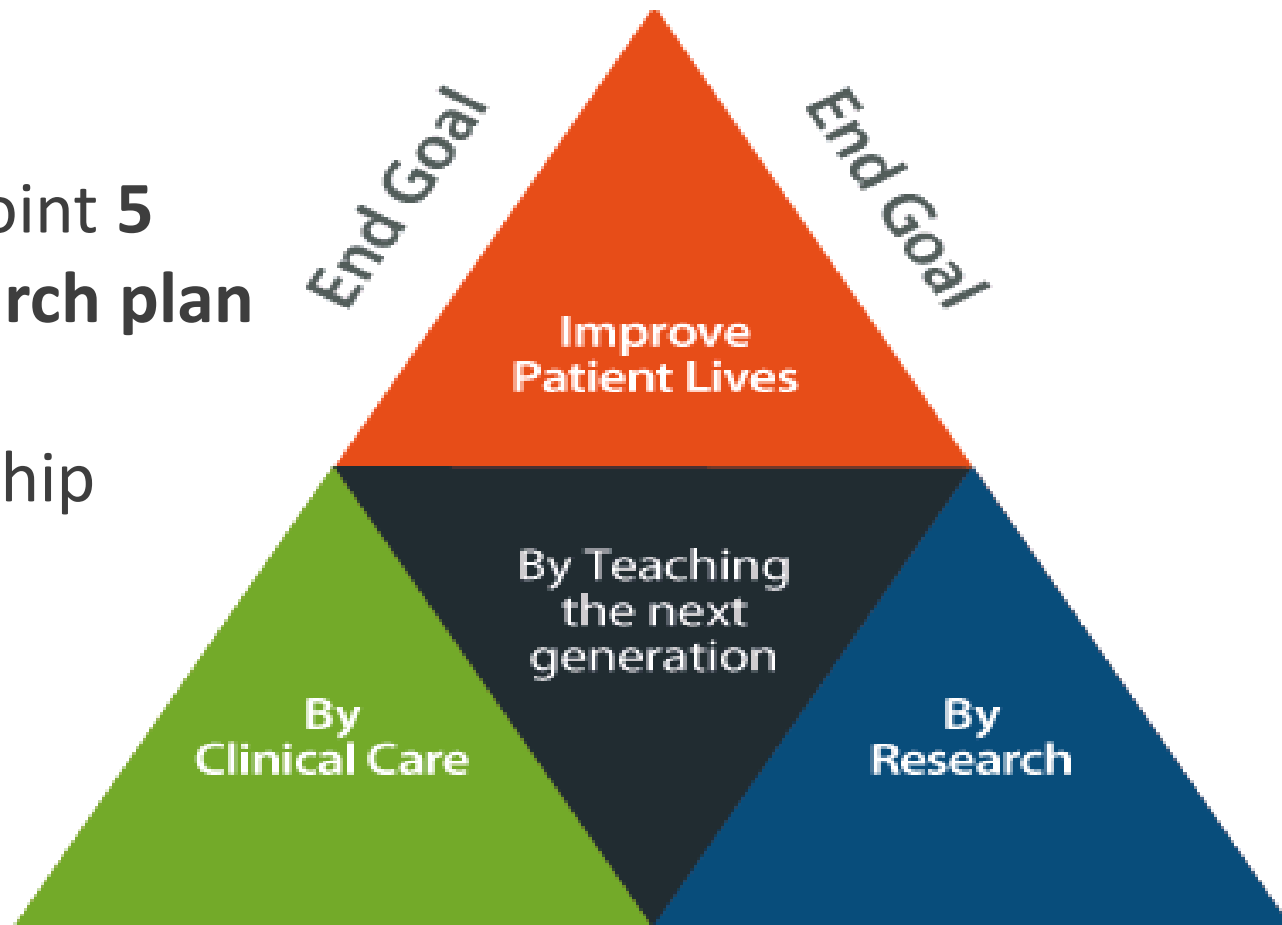 oint 5
rch plan
hip
End Goal
End Goal
Improve
Patient Lives
By Teaching
the next
generation
By
Clinical Care
By
Research